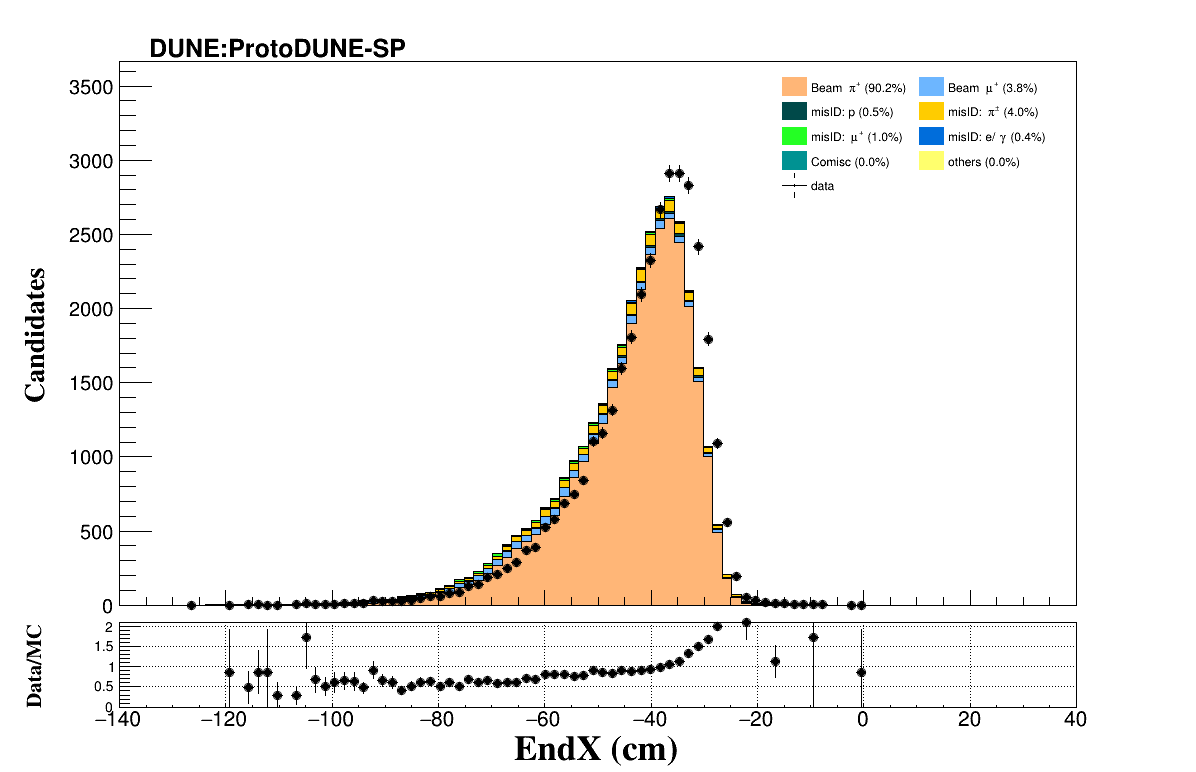 DUNE:ProtoDUNE-SP
3500
3000
2500
2000
1500
1000
500
0
Candidates
Beam π⁺ (90.2%)
Beam μ⁺ (3.8%)
misID: p (0.5%)
misID: π± (4.0%)
misID: μ⁺ (1.0%)
misID: e/ γ (0.4%)
Comisc (0.0%)
others (0.0%)
data
2
1.5
1
0.5
0
Data/MC
−140 −120 −100 −80 −60 −40 −20 0 20 40
EndX (cm)